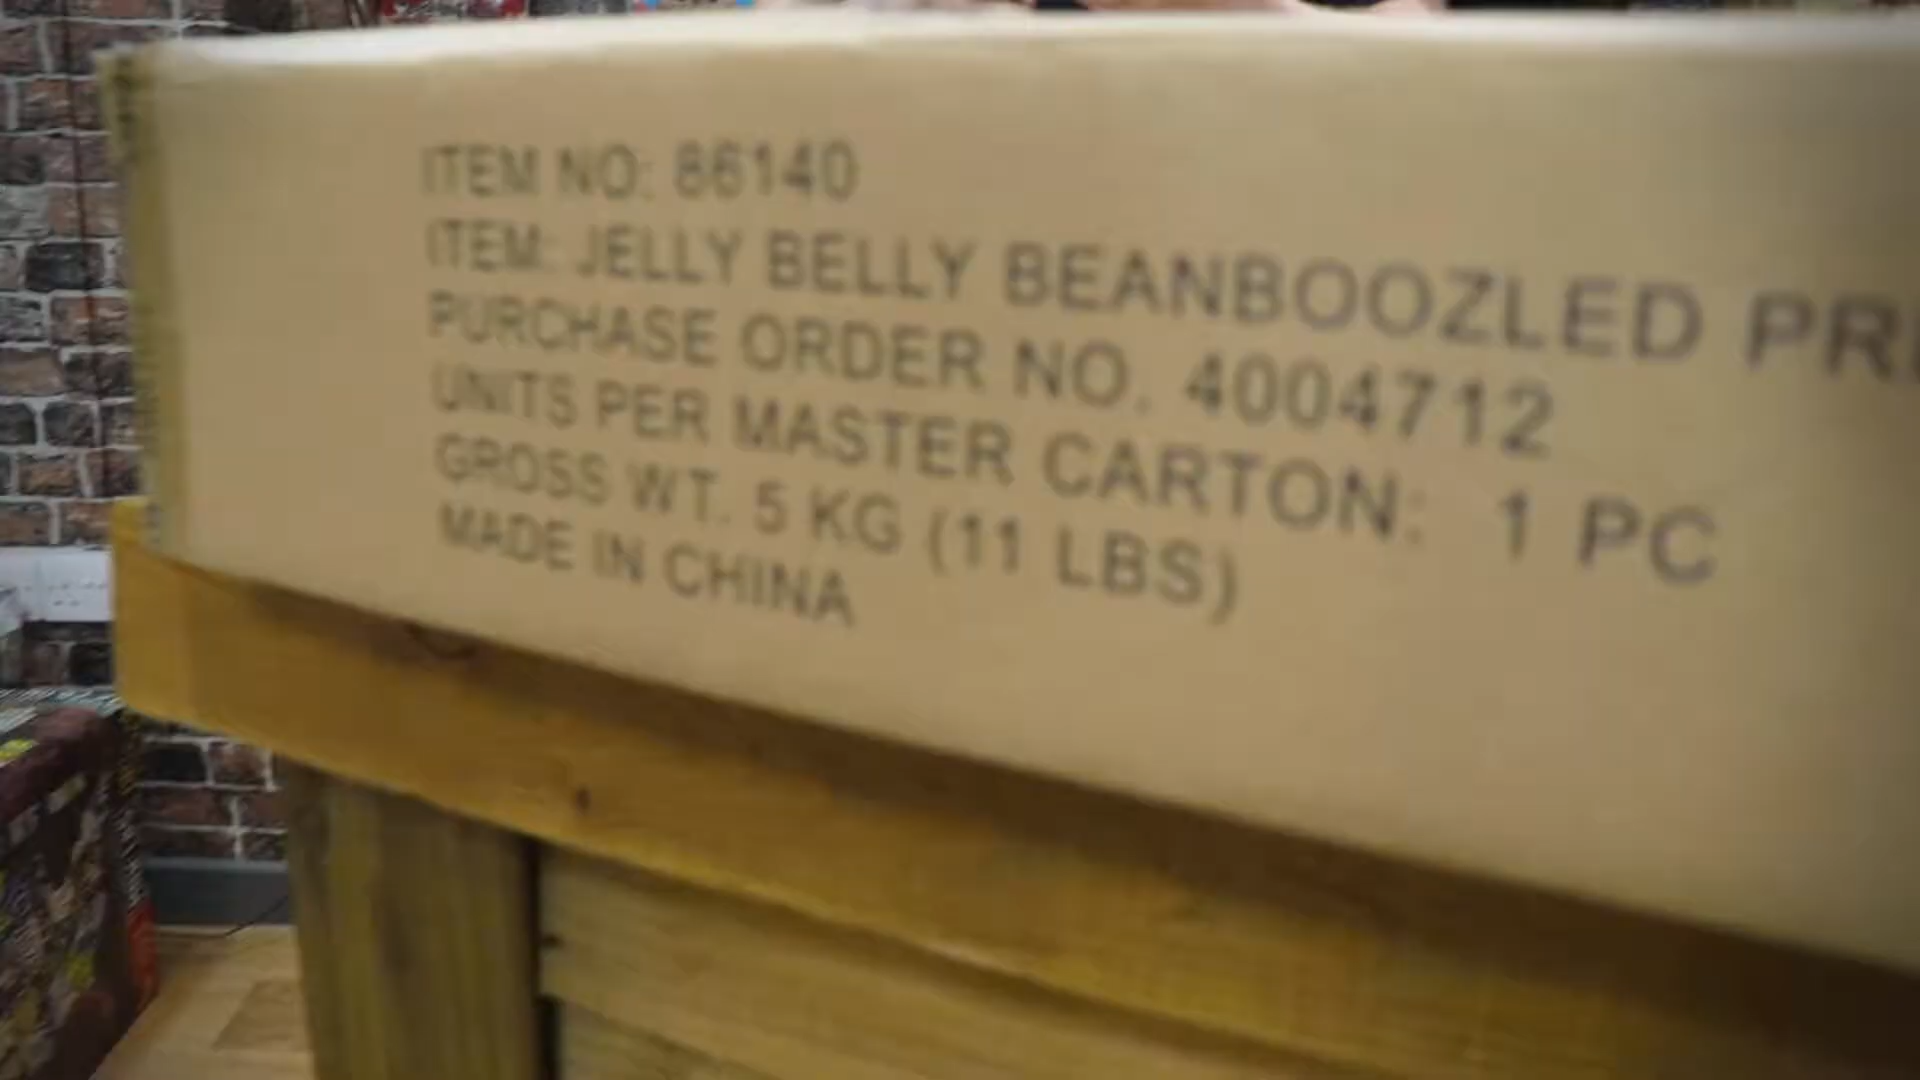 ITEM NO: 86140
ITEM: JELLY BELLY BEANBOOZLED
PURCHASE ORDER NO. 4004712
UNITS PER MASTER CARTON: 1 PC
GROSS WT. 5 KG (11 LBS)
MADE IN CHINA